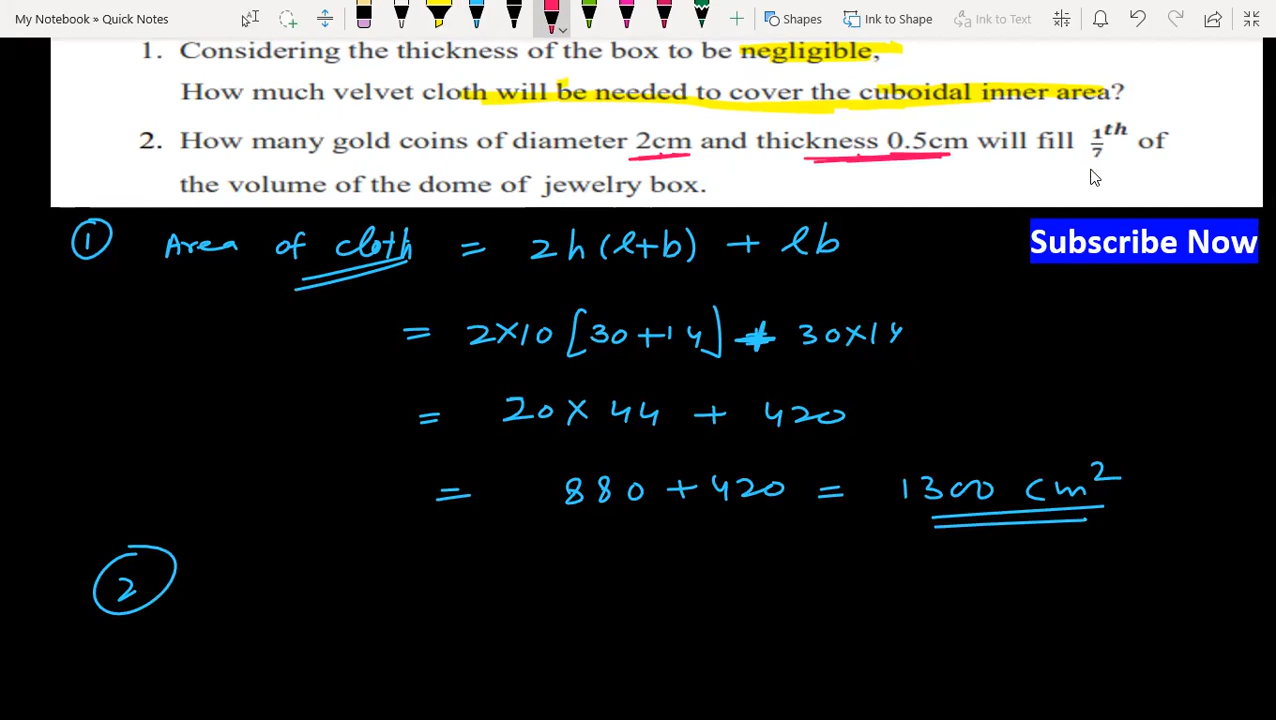 My Notebook » Quick Notes
Shapes
Ink to Shape
Ink to Text
1. Considering the thickness of the box to be negligible,
How much velvet cloth will be needed to cover the cuboidal inner area?
2. How many gold coins of diameter 2cm and thickness 0.5cm will fill 1/7 th of
the volume of the dome of jewelry box.
① Area of cloth = 2h(l+b) + lb
Subscribe Now
= 2×10 [30+14] + 30×14
= 20×44 + 420
= 880+420 = 1300 cm²
②